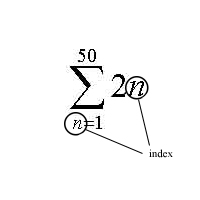 50
∑ 2n
n=1
index